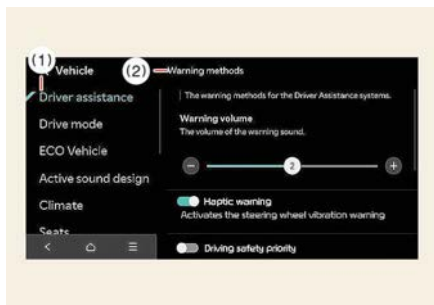 (1)
Vehicle
(2)
Warning methods
Driver assistance
The warning methods for the Driver Assistance systems.
Drive mode
Warning volume
The volume of the warning sound.
ECO Vehicle
2
Active sound design
Haptic warning
Activates the steering wheel vibration warning
Climate
Seats
Driving safety priority